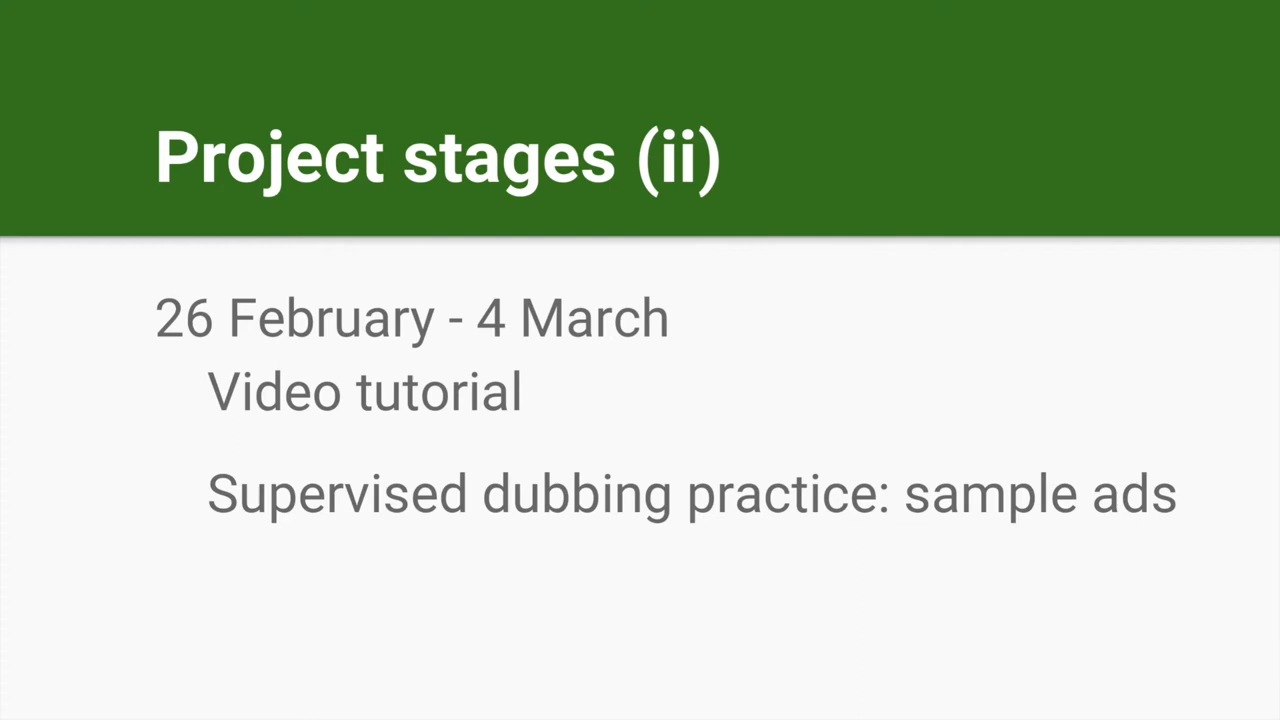 Project stages (ii)
26 February - 4 March
Video tutorial
Supervised dubbing practice: sample ads